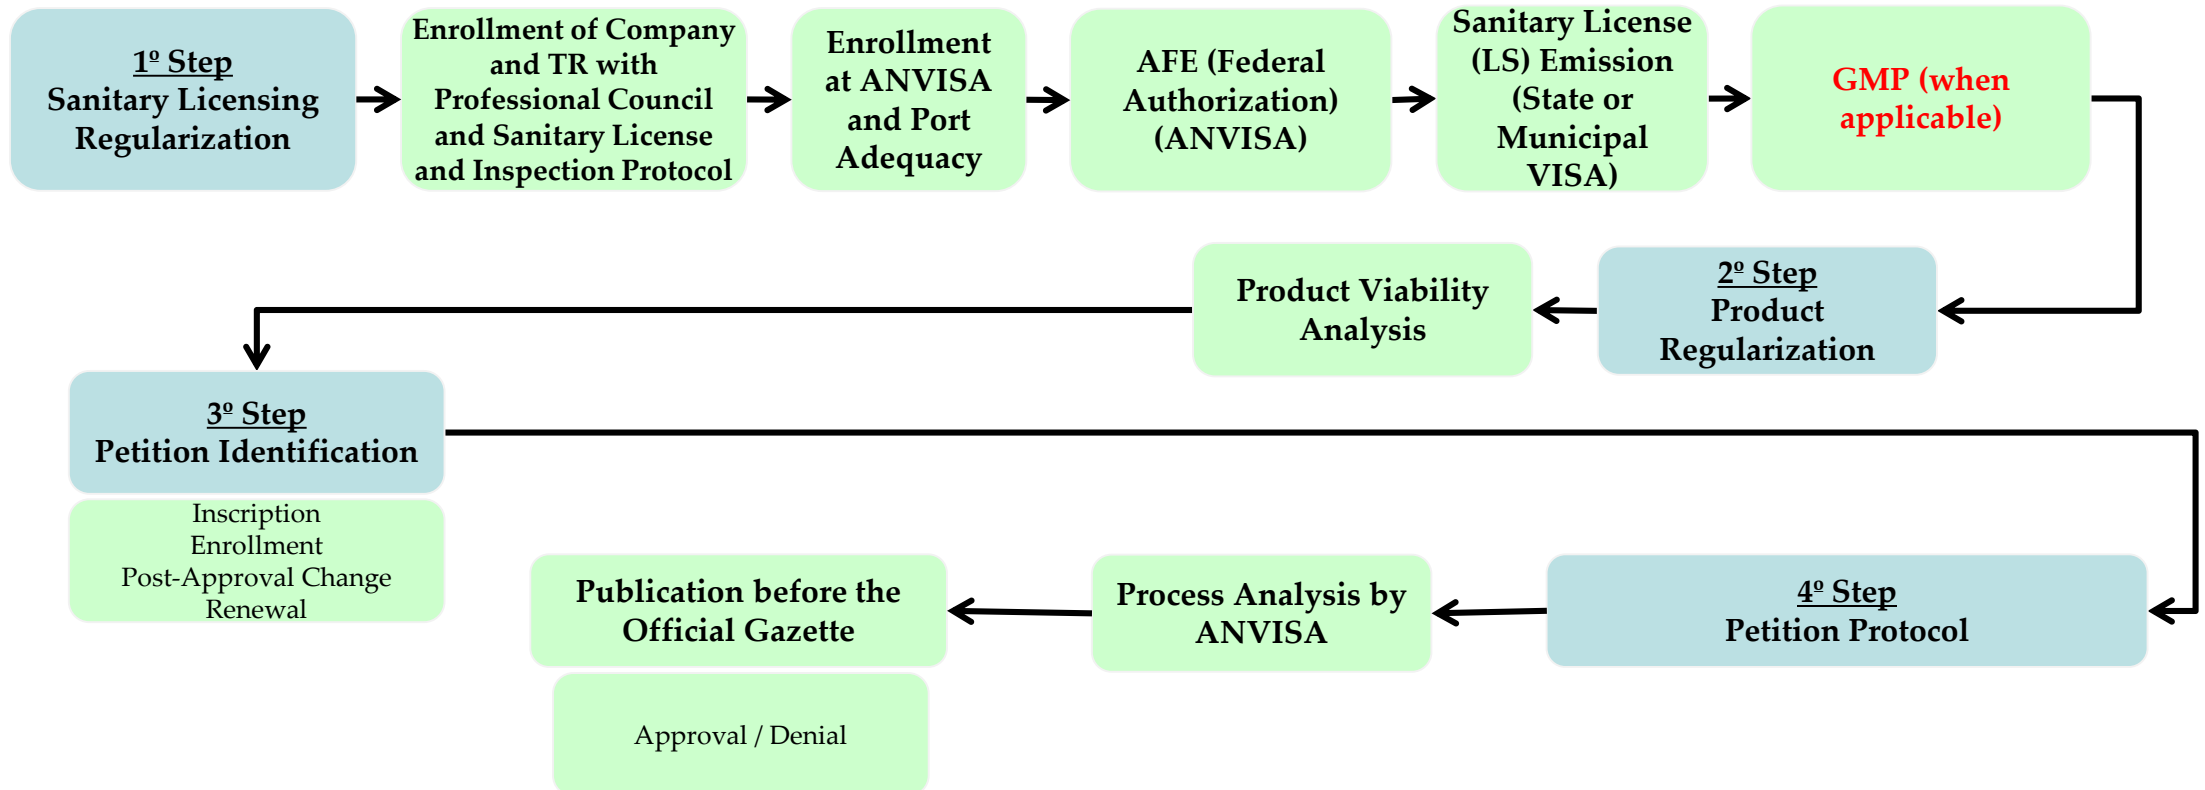 1º Step
Sanitary Licensing
Regularization
Enrollment of Company
and TR with
Professional Council
and Sanitary License
and Inspection Protocol
Enrollment
at ANVISA
and Port
Adequacy
AFE (Federal
Authorization)
(ANVISA)
Sanitary License
(LS) Emission
(State or
Municipal
VISA)
GMP (when
applicable)
2º Step
Product
Regularization
Product Viability
Analysis
3º Step
Petition Identification
Inscription
Enrollment
Post-Approval Change
Renewal
4º Step
Petition Protocol
Process Analysis by
ANVISA
Publication before the
Official Gazette
Approval / Denial